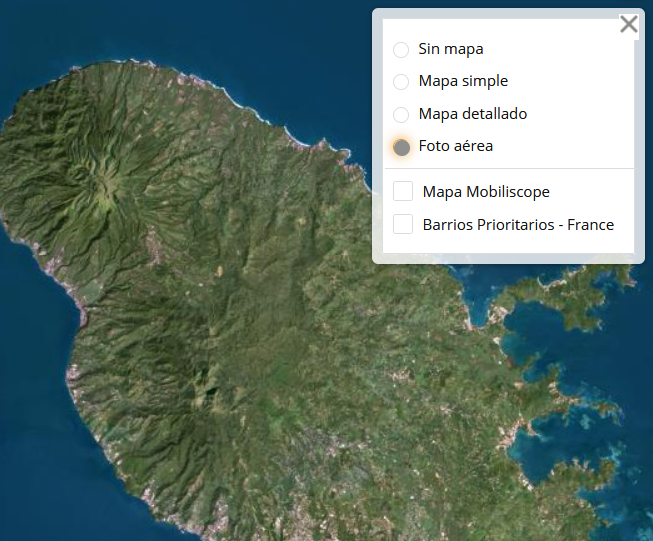 Sin mapa
Mapa simple
Mapa detallado
Foto aérea
Mapa Mobiliscope
Barrios Prioritarios - France